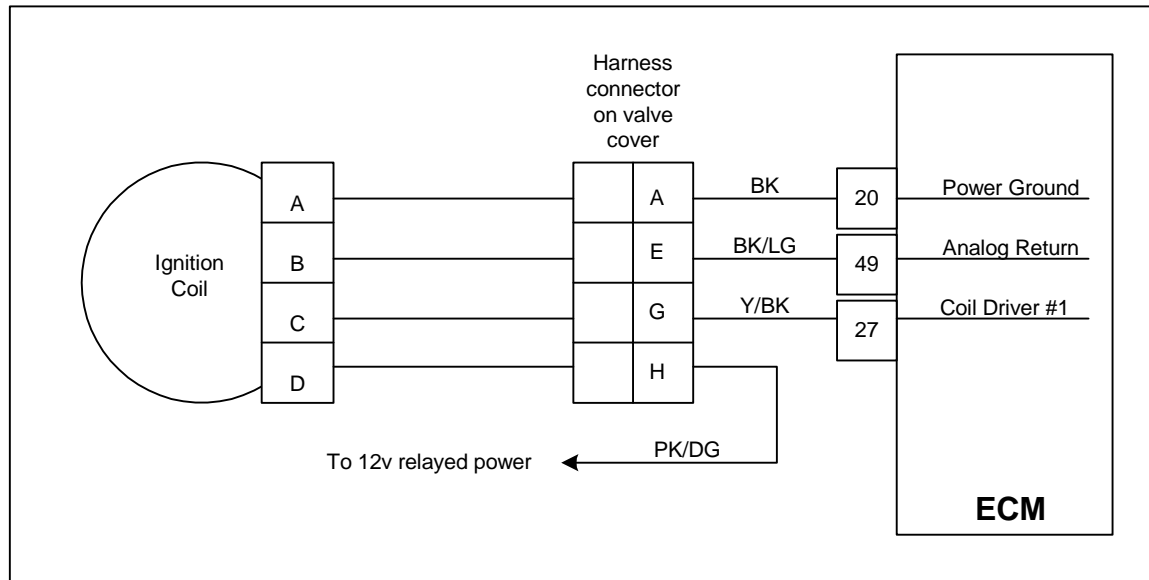 Harness
connector
on valve
cover
Ignition
Coil
A
B
C
D
A
E
G
H
BK
BK/LG
Y/BK
PK/DG
To 12v relayed power
20
49
27
Power Ground
Analog Return
Coil Driver #1
ECM